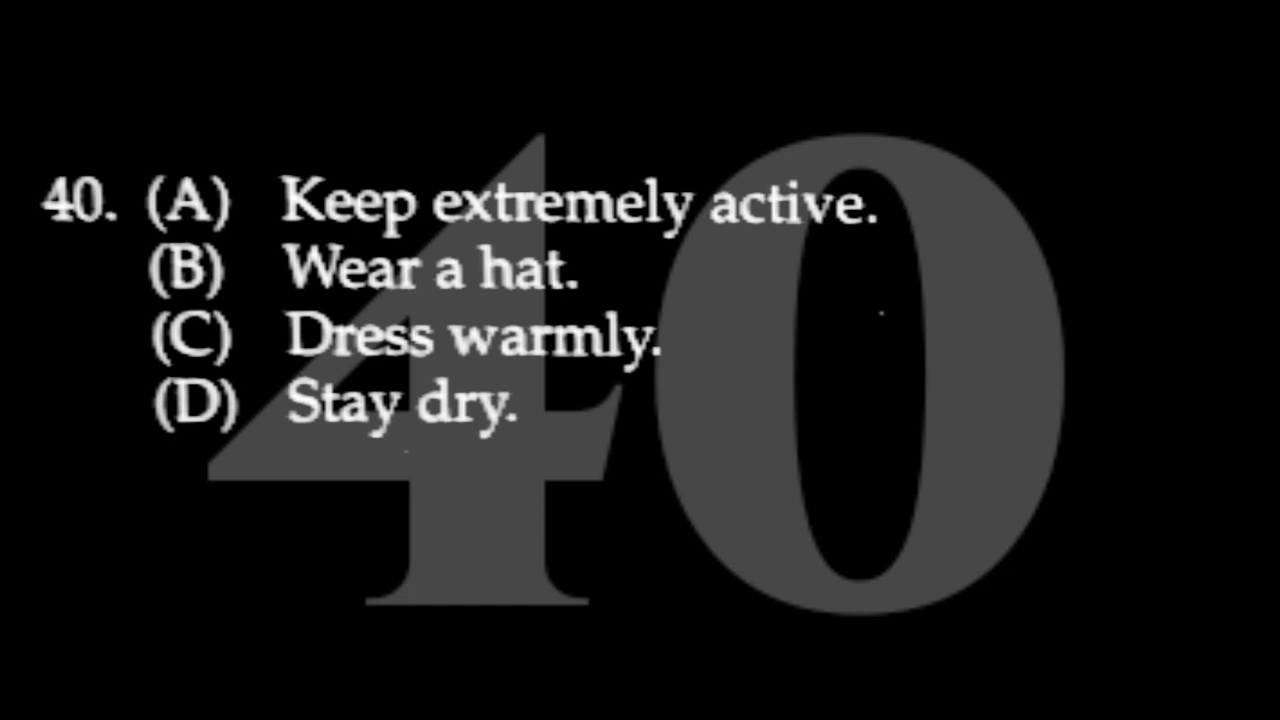 40. (A) Keep extremely active.
(B) Wear a hat.
(C) Dress warmly.
(D) Stay dry.
40